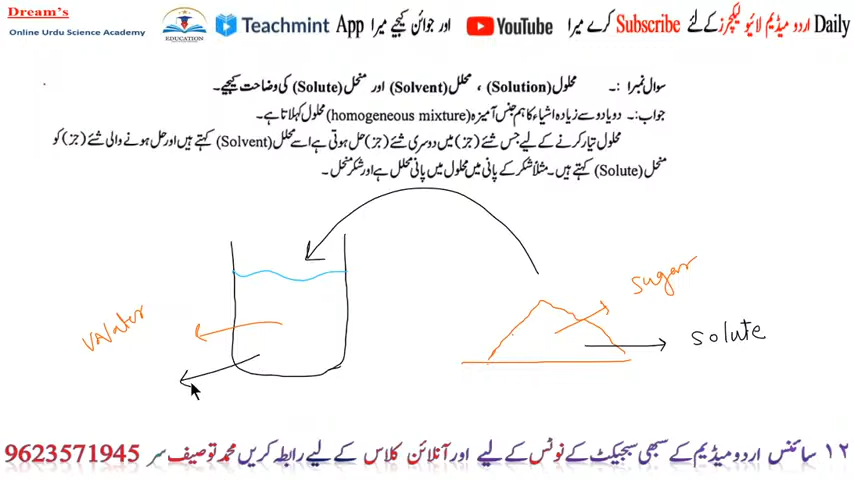 Dream's
Online Urdu Science Academy
EDUCATION
Teachmint App اور جوائن کیجیے میرا
YouTube
Daily اردو میڈیم لائیو لیکچرز کے لئے Subscribe کرے میرا
سوال نمبر ۱ :۔ محلول (Solution) ، محلل (Solvent) اور منحل (Solute) کی وضاحت کیجیے۔
جواب :۔ دو یا دو سے زیادہ اشیاء کا ہم جنس آمیزہ (homogeneous mixture) محلول کہلاتا ہے۔
محلول تیار کرنے کے لیے جس شئے (جز) میں دوسری شئے (جز) حل ہوتی ہے اسے محلل (Solvent) کہتے ہیں اور حل ہونے والی شئے (جز) کو
منحل (Solute) کہتے ہیں۔ مثلاً شکر کے پانی میں محلول میں پانی محلل ہے اور شکر منحل۔
sugar
Water
solute
۱۲ سائنس اردو میڈیم کے سبھی سبجیکٹ کے نوٹس کے لیے اور آنلائن کلاس کے لیے رابطہ کریں محمد توصیف سر 9623571945